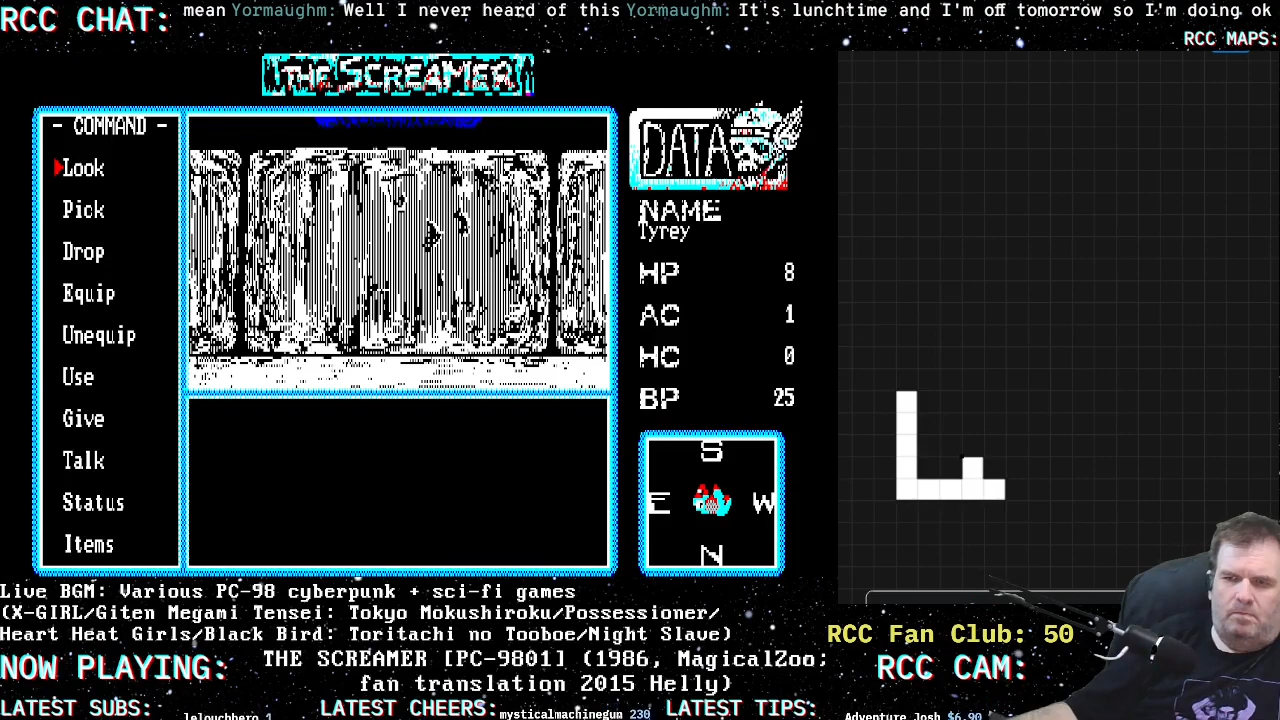 RCC CHAT:
mean Yormaughm: Well I never heard of this Yormaughm: It's lunchtime and I'm off tomorrow so I'm doing ok
RCC MAPS:
THE SCREAMER
- COMMAND -
Look
Pick
Drop
Equip
Unequip
Use
Give
Talk
Status
Items
DATA
NAME
Tyrey
HP 8
AC 1
HC 0
BP 25
S
E W
N
Live BGM: Various PC-98 cyberpunk + sci-fi games
(X-GIRL/Giten Megami Tensei: Tokyo Mokushiroku/Possessioner/
Heart Heat Girls/Black Bird: Toritachi no Tooboe/Night Slave)
RCC Fan Club: 50
NOW PLAYING:
THE SCREAMER [PC-9801] (1986, MagicalZoo;
fan translation 2015 Helly)
RCC CAM:
LATEST SUBS:
lelouchbero 1
LATEST CHEERS:
mysticalmachinegun 230
LATEST TIPS:
Adventure Josh $6.90